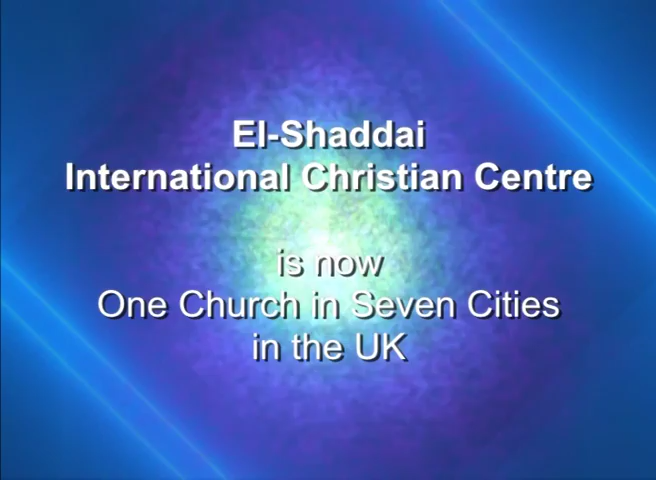 El-Shaddai
International Christian Centre
is now
One Church in Seven Cities
in the UK